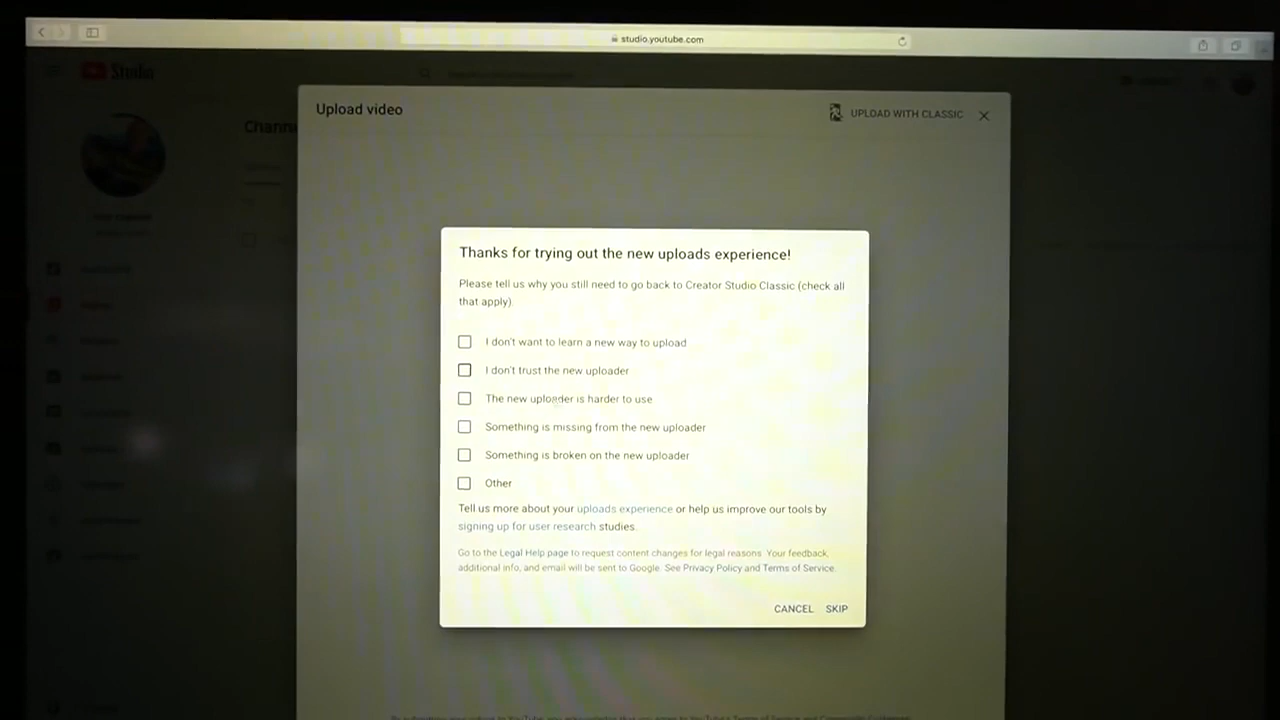 studio.youtube.com
Studio
Upload video
UPLOAD WITH CLASSIC
Thanks for trying out the new uploads experience!
Please tell us why you still need to go back to Creator Studio Classic (check all
that apply).
I don't want to learn a new way to upload
I don't trust the new uploader
The new uploader is harder to use
Something is missing from the new uploader
Something is broken on the new uploader
Other
Tell us more about your uploads experience or help us improve our tools by
signing up for user research studies.
Go to the Legal Help page to request content changes for legal reasons. Your feedback,
additional info, and email will be sent to Google. See Privacy Policy and Terms of Service.
CANCEL SKIP